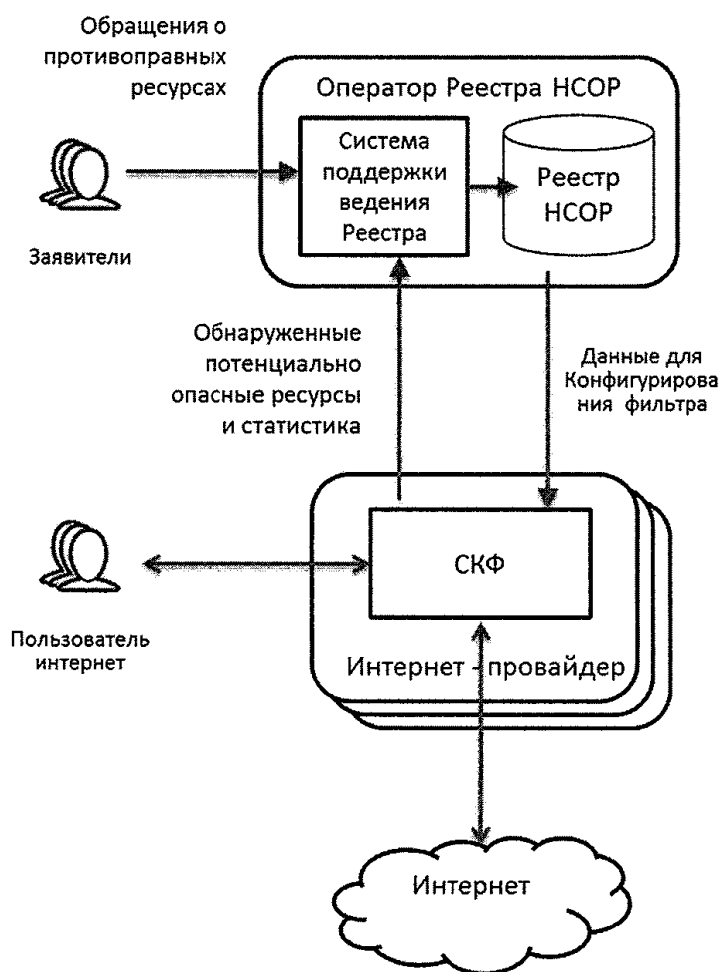 Обращения о
противоправных
ресурсах
Оператор Реестра НСОР
Система
поддержки
ведения
Реестра
Реестр
НСОР
Заявители
Обнаруженные
потенциально
опасные ресурсы
и статистика
Данные для
Конфигурирова
ния фильтра
СКФ
Пользователь
интернет
Интернет - провайдер
Интернет